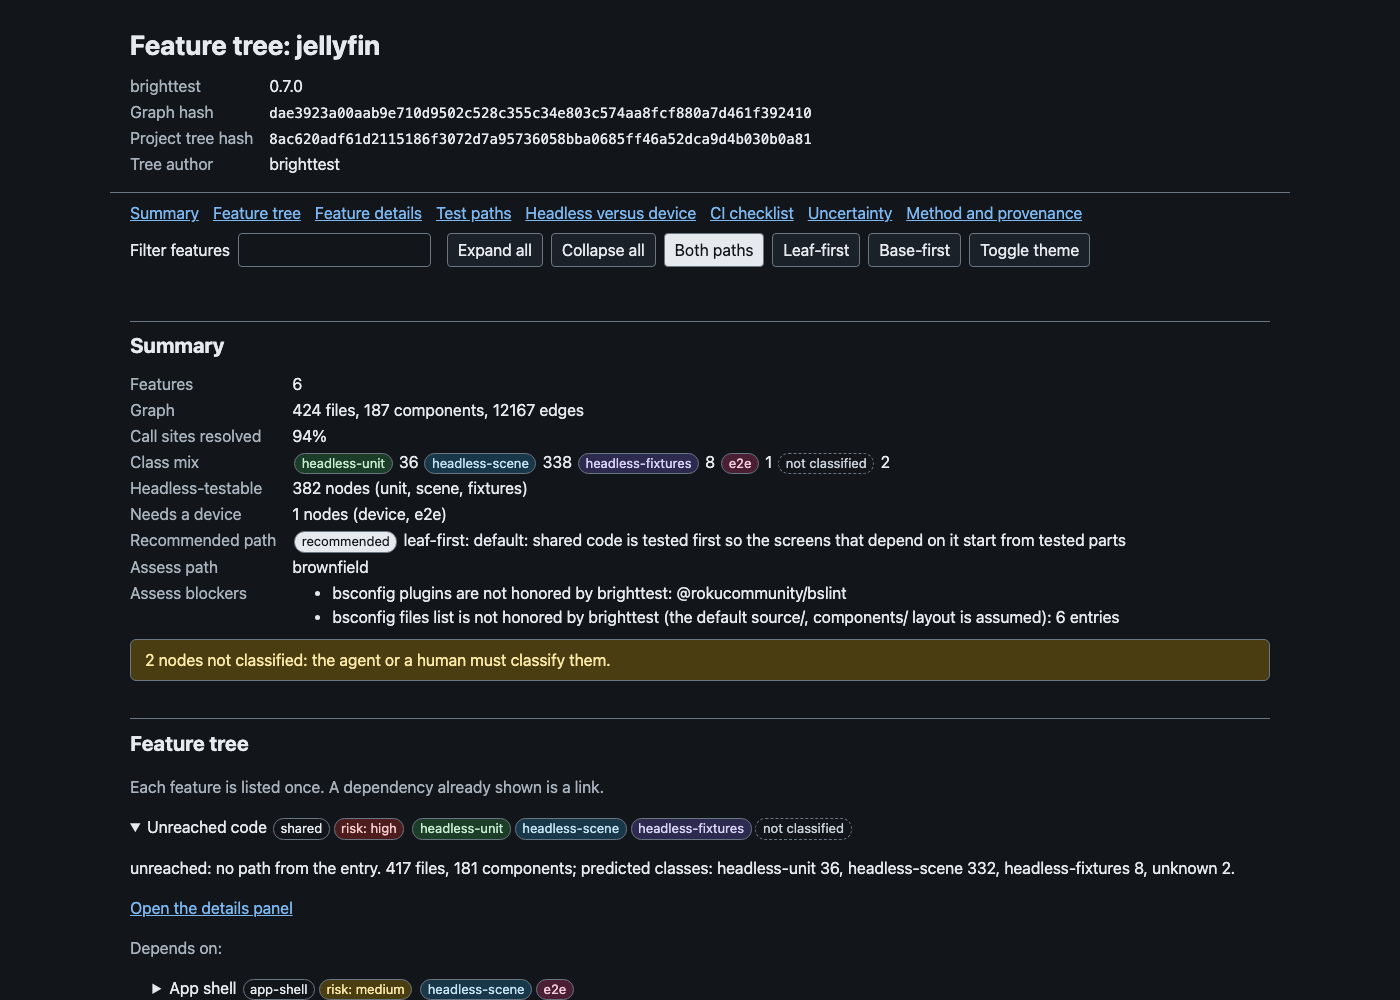 Feature tree: jellyfin
brighttest 0.7.0
Graph hash dae3923a00aab9e710d9502c528c355c34e803c574aa8fcf880a7d461f392410
Project tree hash 8ac620adf61d2115186f3072d7a95736058bba0685ff46a52dca9d4b030b0a81
Tree author brighttest
Summary Feature tree Feature details Test paths Headless versus device CI checklist Uncertainty Method and provenance
Filter features Expand all Collapse all Both paths Leaf-first Base-first Toggle theme
Summary
Features 6
Graph 424 files, 187 components, 12167 edges
Call sites resolved 94%
Class mix headless-unit 36 headless-scene 338 headless-fixtures 8 e2e 1 not classified 2
Headless-testable 382 nodes (unit, scene, fixtures)
Needs a device 1 nodes (device, e2e)
Recommended path recommended leaf-first: default: shared code is tested first so the screens that depend on it start from tested parts
Assess path brownfield
Assess blockers • bsconfig plugins are not honored by brighttest: @rokucommunity/bslint
• bsconfig files list is not honored by brighttest (the default source/, components/ layout is assumed): 6 entries
2 nodes not classified: the agent or a human must classify them.
Feature tree
Each feature is listed once. A dependency already shown is a link.
▼ Unreached code shared risk: high headless-unit headless-scene headless-fixtures not classified
unreached: no path from the entry. 417 files, 181 components; predicted classes: headless-unit 36, headless-scene 332, headless-fixtures 8, unknown 2.
Open the details panel
Depends on:
▶ App shell app-shell risk: medium headless-scene e2e